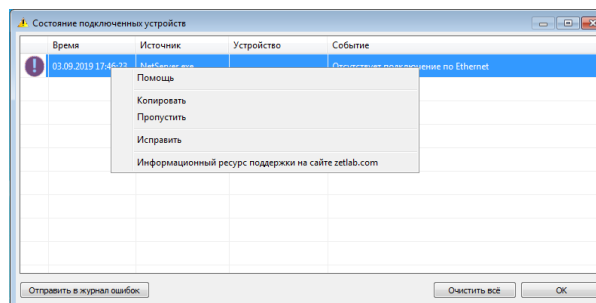 Состояние подключенных устройств
Время Источник Устройство Событие
03.09.2019 17:46:23 NetServer.exe Отсутствует подключение по Ethernet
Помощь
Копировать
Пропустить
Исправить
Информационный ресурс поддержки на сайте zetlab.com
Отправить в журнал ошибок Очистить всё OK